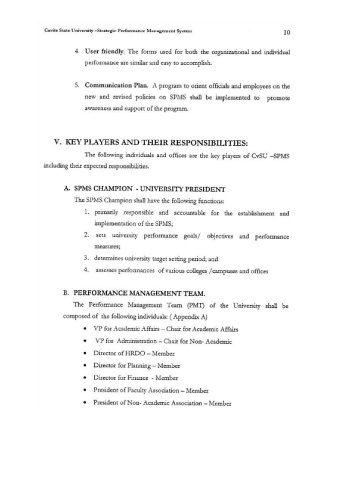 Cavite State University –Strategic Performance Management System 10
4. User friendly. The forms used for both the organizational and individual
performance are similar and easy to accomplish.
5. Communication Plan. A program to orient officials and employees on the
new and revised policies on SPMS shall be implemented to promote
awareness and support of the program.
V. KEY PLAYERS AND THEIR RESPONSIBILITIES:
The following individuals and offices are the key players of CvSU –SPMS
including their expected responsibilities.
A. SPMS CHAMPION - UNIVERSITY PRESIDENT
The SPMS Champion shall have the following functions:
1. primarily responsible and accountable for the establishment and
implementation of the SPMS;
2. sets university performance goals/ objectives and performance
measures;
3. determines university target setting period; and
4. assesses performances of various colleges /campuses and offices
B. PERFORMANCE MANAGEMENT TEAM.
The Performance Management Team (PMT) of the University shall be
composed of the following individuals: ( Appendix A)
• VP for Academic Affairs – Chair for Academic Affairs
• VP for Administration – Chair for Non- Academic
• Director of HRDO – Member
• Director for Planning – Member
• Director for Finance - Member
• President of Faculty Association – Member
• President of Non- Academic Association – Member